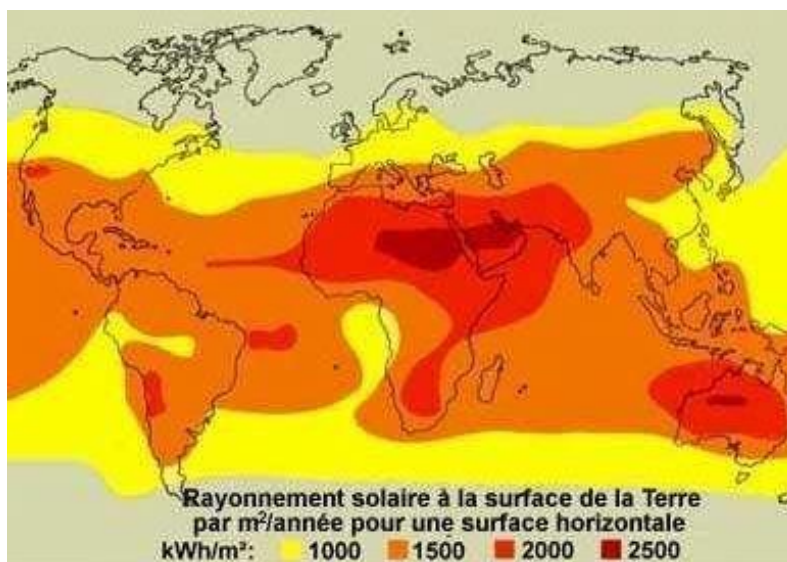 Rayonnement solaire à la surface de la Terre
par m²/année pour une surface horizontale
kWh/m²: 1000 1500 2000 2500